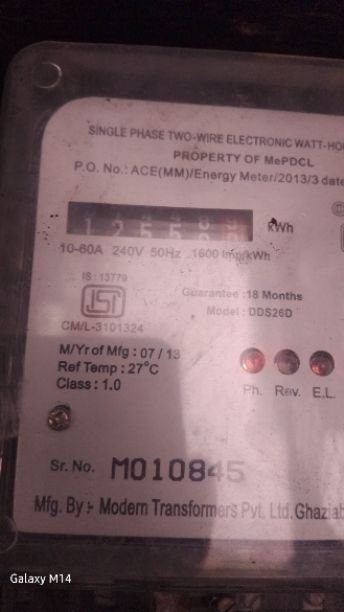 SINGLE PHASE TWO-WIRE ELECTRONIC WATT-HOU
PROPERTY OF MePDCL
P.O. No.: ACE(MM)/Energy Meter/2013/3 date
kWh
10-60A 240V 50Hz 1600 imp/kWh
IS : 13779
Guarantee :18 Months
ISI
Model : DDS26D
CM/L-3101324
M/Yr of Mfg : 07 / 13
Ref Temp : 27°C
Class : 1.0
Ph. Rev. E.L.
Sr. No. M010845
Mfg. By :- Modern Transformers Pvt. Ltd. Ghaziab
Galaxy M14